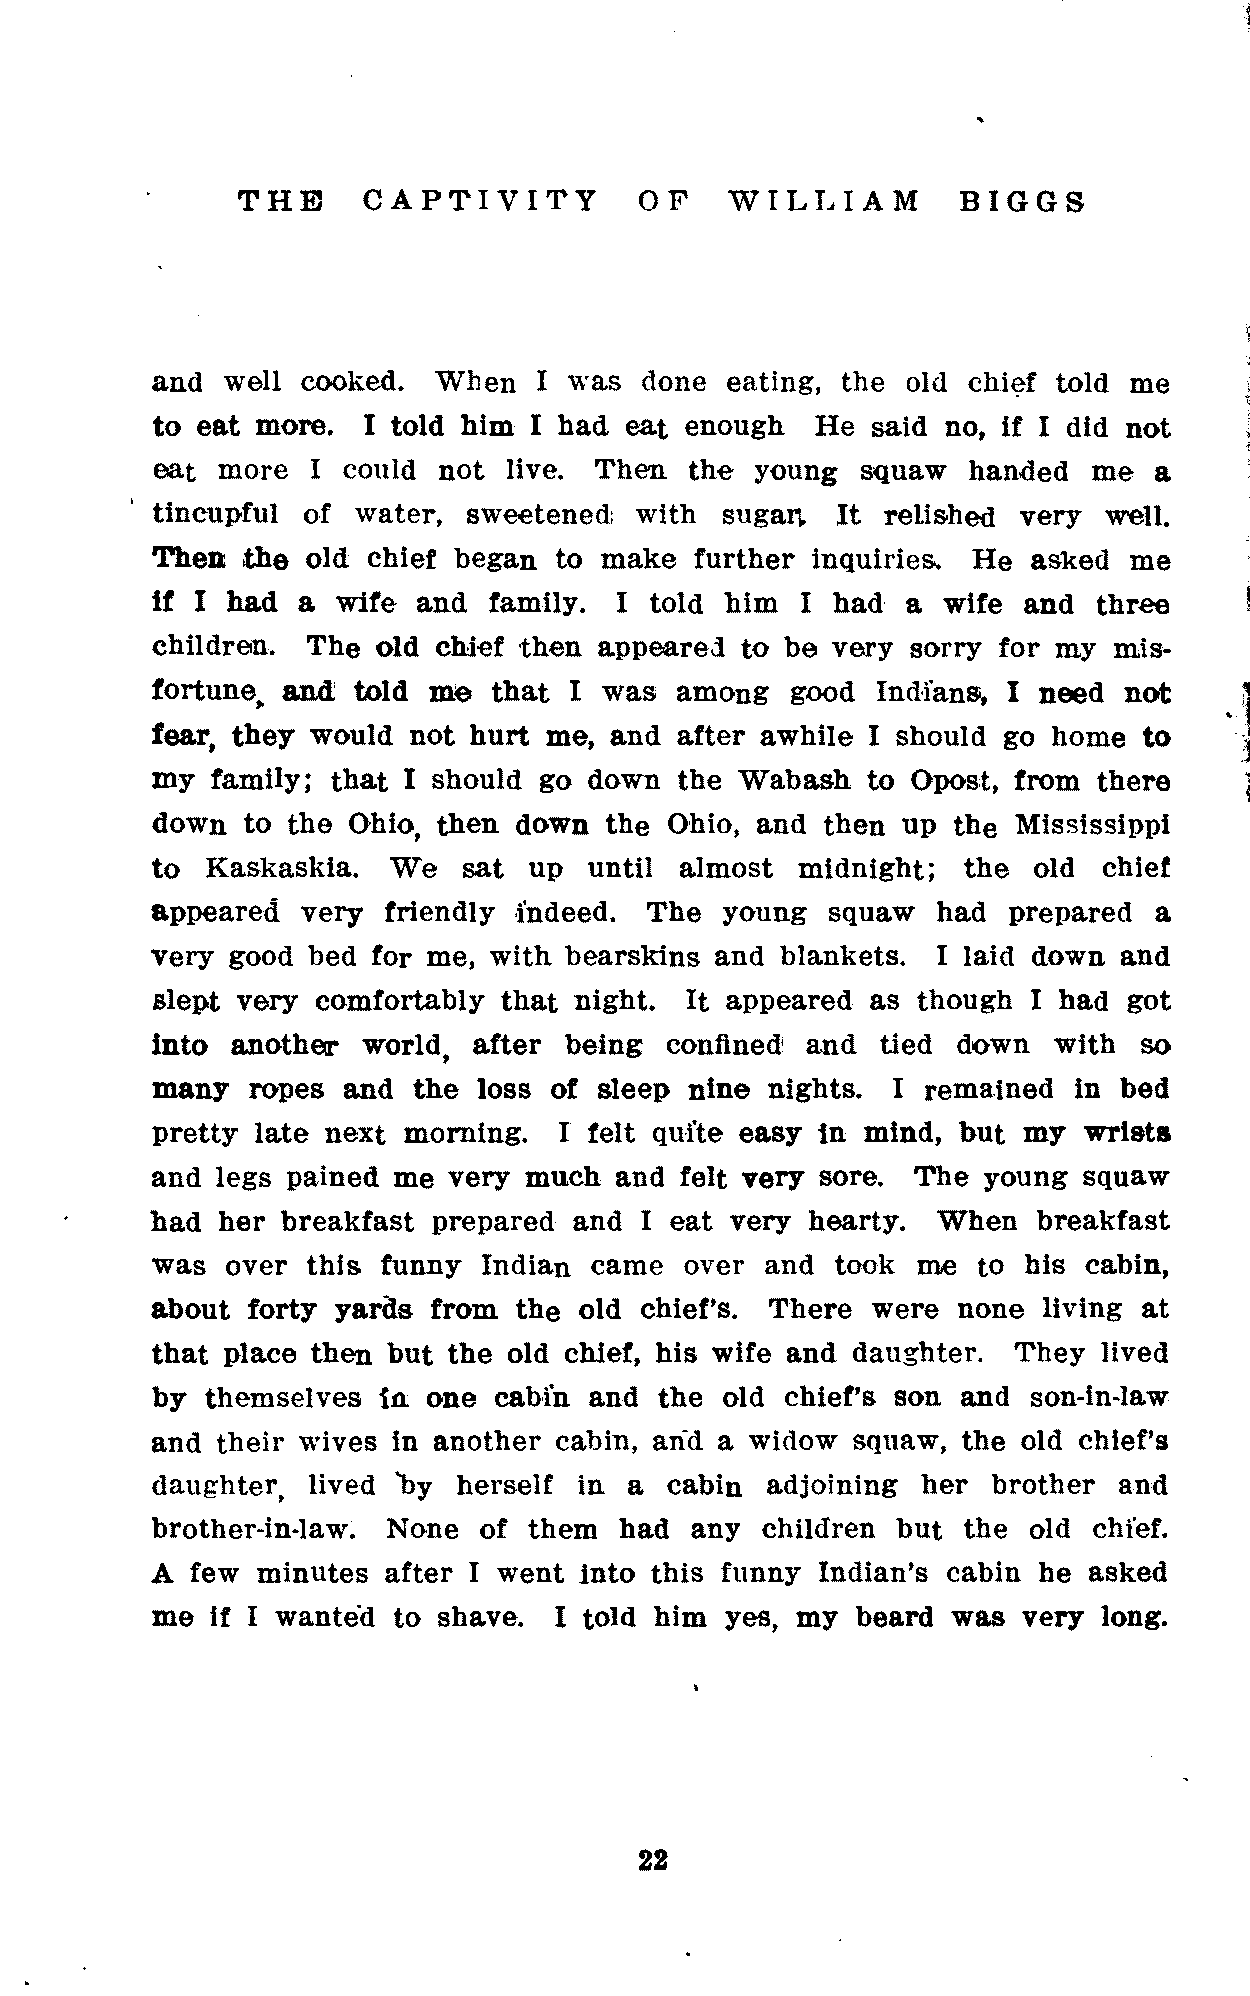 THE CAPTIVITY OF WILLIAM BIGGS
and well cooked. When I was done eating, the old chief told me
to eat more. I told him I had eat enough He said no, if I did not
eat more I could not live. Then the young squaw handed me a
tincupful of water, sweetened with sugar. It relished very well.
Then the old chief began to make further inquiries. He asked me
if I had a wife and family. I told him I had a wife and three
children. The old chief then appeared to be very sorry for my mis-
fortune, and told me that I was among good Indians, I need not
fear, they would not hurt me, and after awhile I should go home to
my family; that I should go down the Wabash to Opost, from there
down to the Ohio, then down the Ohio, and then up the Mississippi
to Kaskaskia. We sat up until almost midnight; the old chief
appeared very friendly indeed. The young squaw had prepared a
very good bed for me, with bearskins and blankets. I laid down and
slept very comfortably that night. It appeared as though I had got
into another world, after being confined and tied down with so
many ropes and the loss of sleep nine nights. I remained in bed
pretty late next morning. I felt quite easy in mind, but my wrists
and legs pained me very much and felt very sore. The young squaw
had her breakfast prepared and I eat very hearty. When breakfast
was over this funny Indian came over and took me to his cabin,
about forty yards from the old chief's. There were none living at
that place then but the old chief, his wife and daughter. They lived
by themselves in one cabin and the old chief's son and son-in-law
and their wives in another cabin, and a widow squaw, the old chief's
daughter, lived by herself in a cabin adjoining her brother and
brother-in-law. None of them had any children but the old chief.
A few minutes after I went into this funny Indian's cabin he asked
me if I wanted to shave. I told him yes, my beard was very long.
22